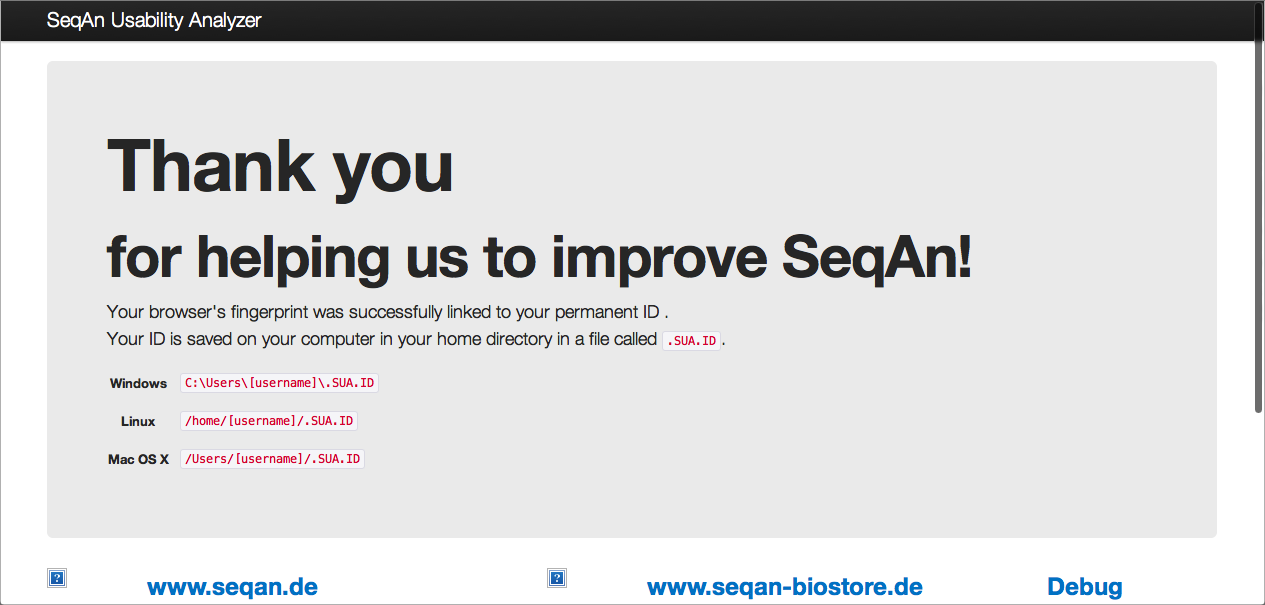 SeqAn Usability Analyzer
Thank you
for helping us to improve SeqAn!
Your browser's fingerprint was successfully linked to your permanent ID .
Your ID is saved on your computer in your home directory in a file called .SUA.ID .
Windows C:\Users\[username]\.SUA.ID
Linux /home/[username]/.SUA.ID
Mac OS X /Users/[username]/.SUA.ID
? www.seqan.de ? www.seqan-biostore.de Debug